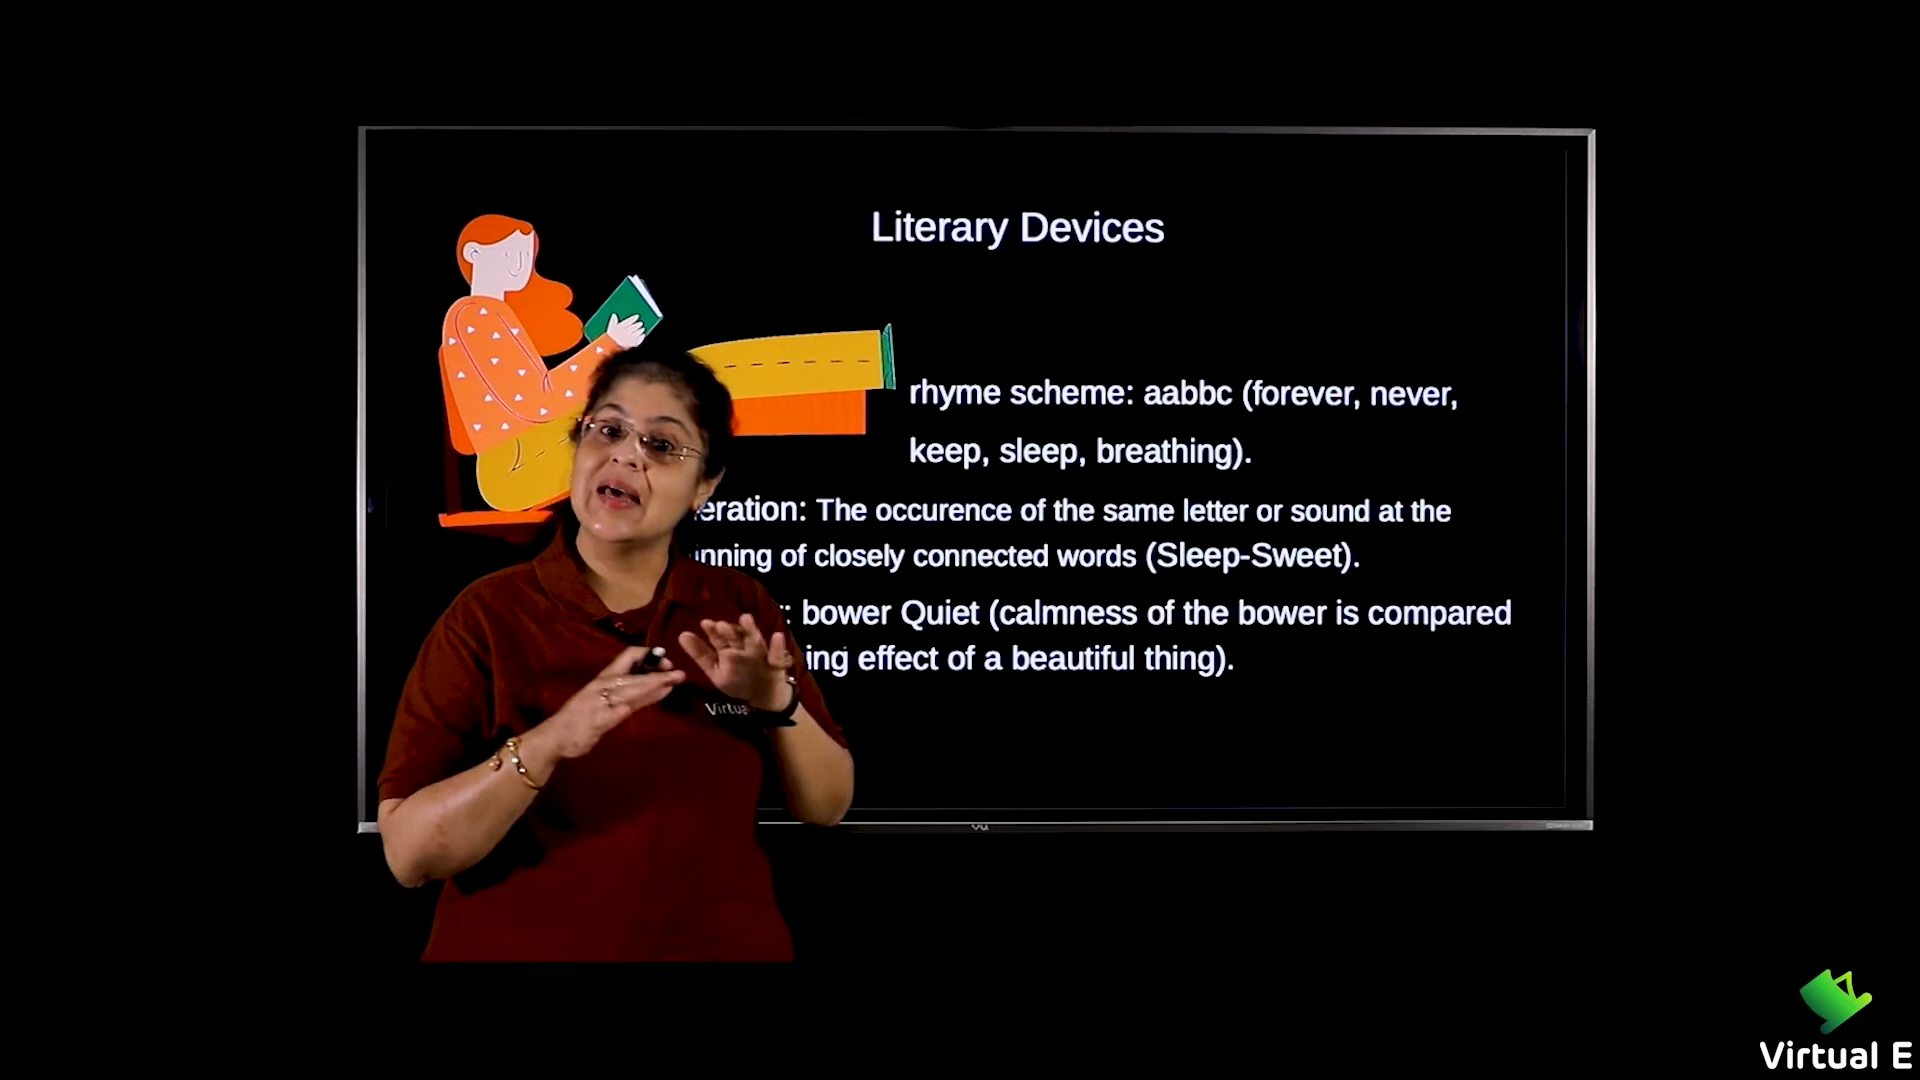 Literary Devices
rhyme scheme: aabbc (forever, never,
keep, sleep, breathing).
eration: The occurence of the same letter or sound at the
inning of closely connected words (Sleep-Sweet).
: bower Quiet (calmness of the bower is compared
ing effect of a beautiful thing).
Virtual
Virtual E